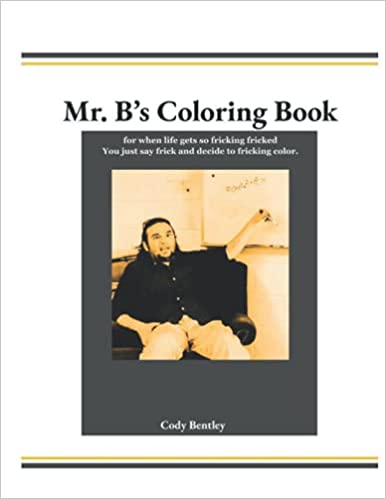 Mr. B's Coloring Book
for when life gets so fricking fricked
You just say frick and decide to fricking color.
Cody Bentley